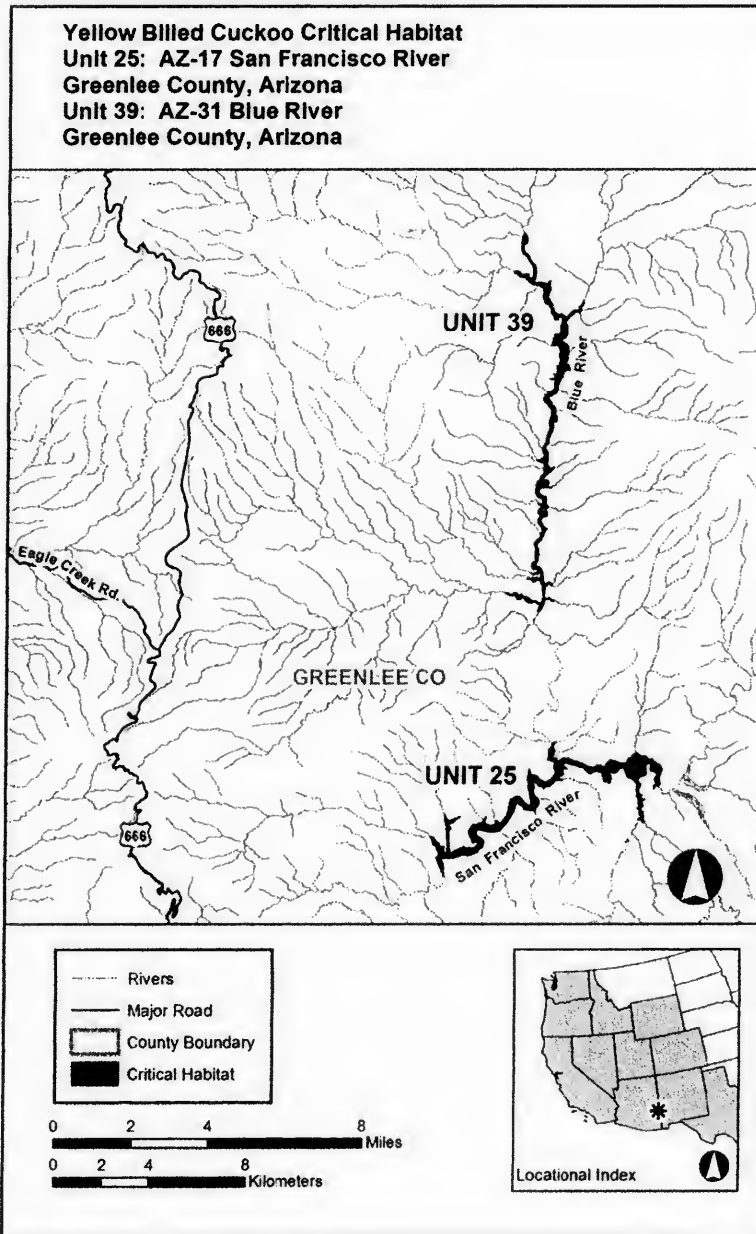 Yellow Billed Cuckoo Critical Habitat
Unit 25: AZ-17 San Francisco River
Greenlee County, Arizona
Unit 39: AZ-31 Blue River
Greenlee County, Arizona
666
UNIT 39
Blue River
Eagle Creek Rd.
GREENLEE CO
UNIT 25
666
San Francisco River
Rivers
Major Road
County Boundary
Critical Habitat
0 2 4 8
Miles
0 2 4 8
Kilometers
Locational Index